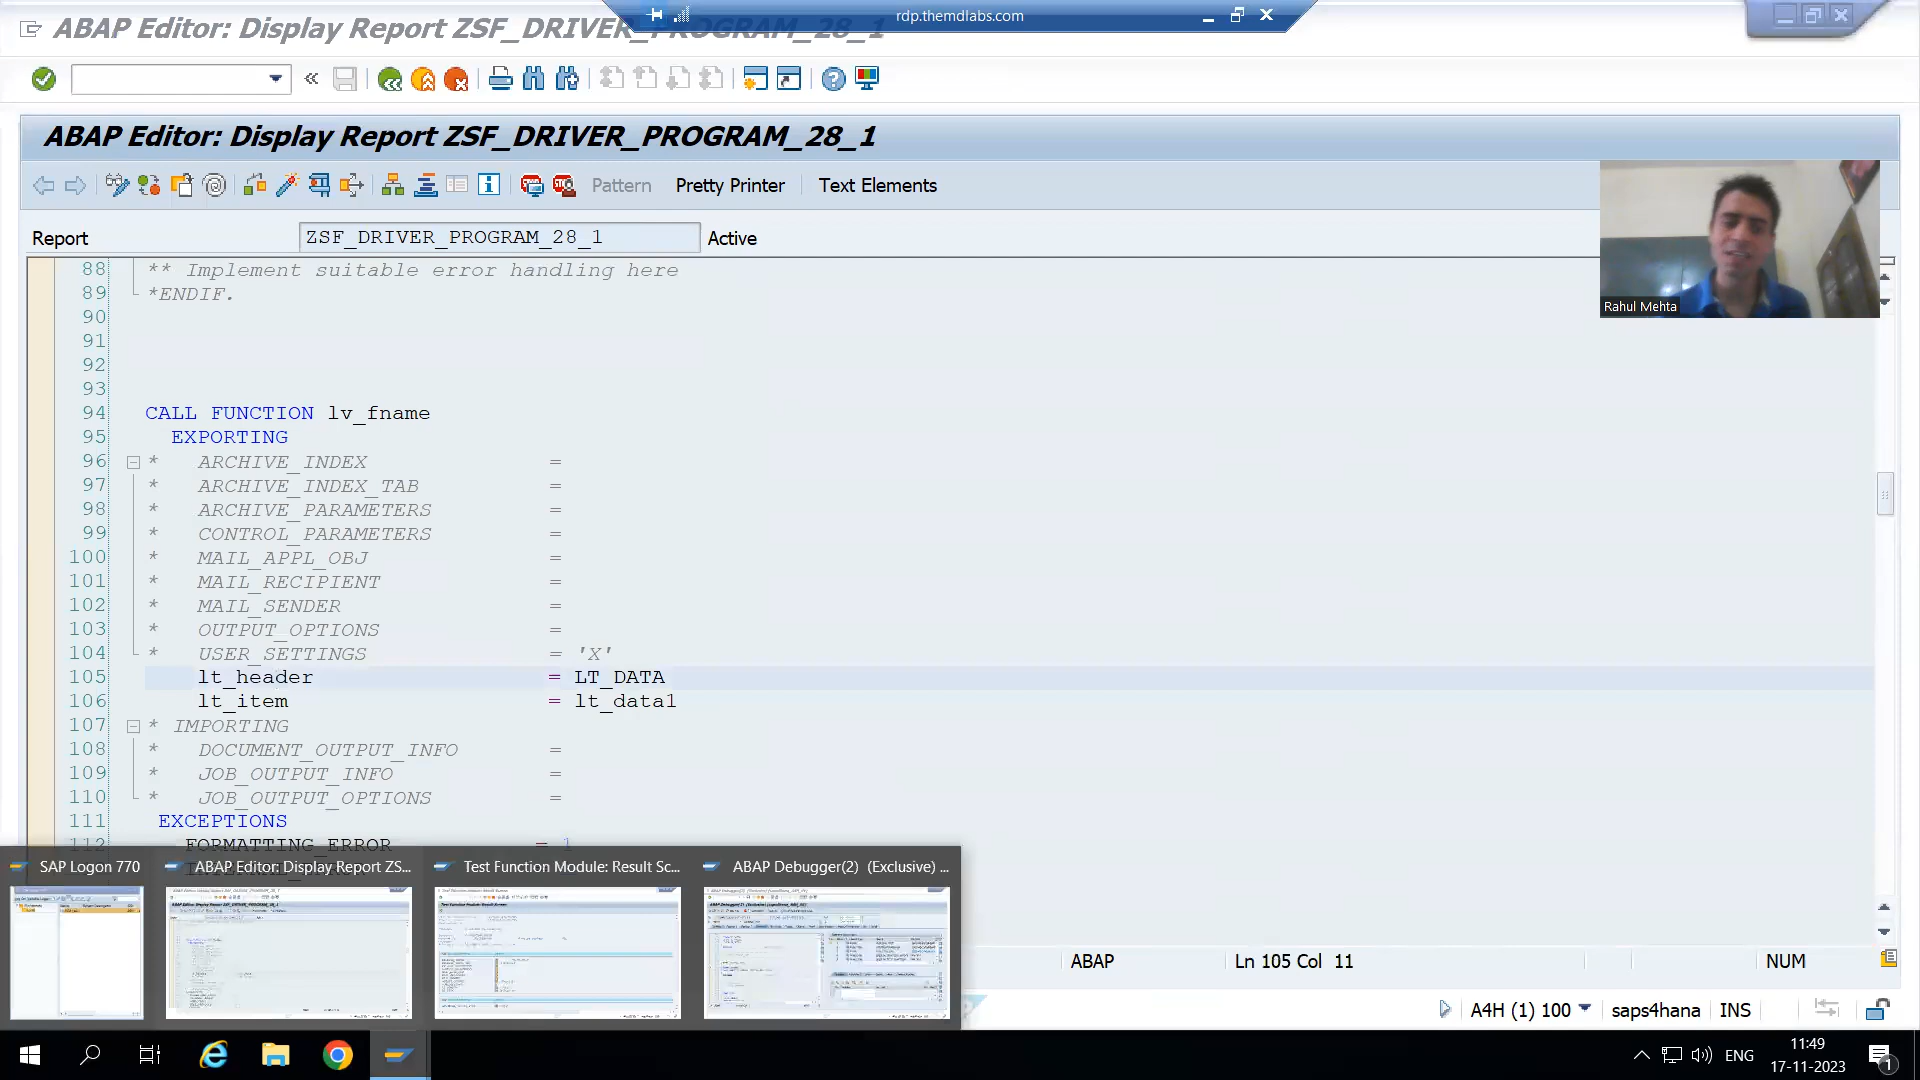 ABAP Editor: Display Report ZSF_DRIVER_PROGRAM_28_1
rdp.themdlabs.com
ABAP Editor: Display Report ZSF_DRIVER_PROGRAM_28_1
Pattern Pretty Printer Text Elements
Report ZSF_DRIVER_PROGRAM_28_1 Active
Rahul Mehta
88 ** Implement suitable error handling here
89 *ENDIF.
90
91
92
93
94 CALL FUNCTION lv_fname
95 EXPORTING
96 * ARCHIVE_INDEX =
97 * ARCHIVE_INDEX_TAB =
98 * ARCHIVE_PARAMETERS =
99 * CONTROL_PARAMETERS =
100 * MAIL_APPL_OBJ =
101 * MAIL_RECIPIENT =
102 * MAIL_SENDER =
103 * OUTPUT_OPTIONS =
104 * USER_SETTINGS = 'X'
105 lt_header = LT_DATA
106 lt_item = lt_data1
107 * IMPORTING
108 * DOCUMENT_OUTPUT_INFO =
109 * JOB_OUTPUT_INFO =
110 * JOB_OUTPUT_OPTIONS =
111 EXCEPTIONS
112 FORMATTING_ERROR = 1
SAP Logon 770
ABAP Editor: Display Report ZS...
Test Function Module: Result Sc...
ABAP Debugger(2) (Exclusive) ...
ABAP Ln 105 Col 11 NUM
A4H (1) 100 saps4hana INS
ENG
11:49
17-11-2023
1